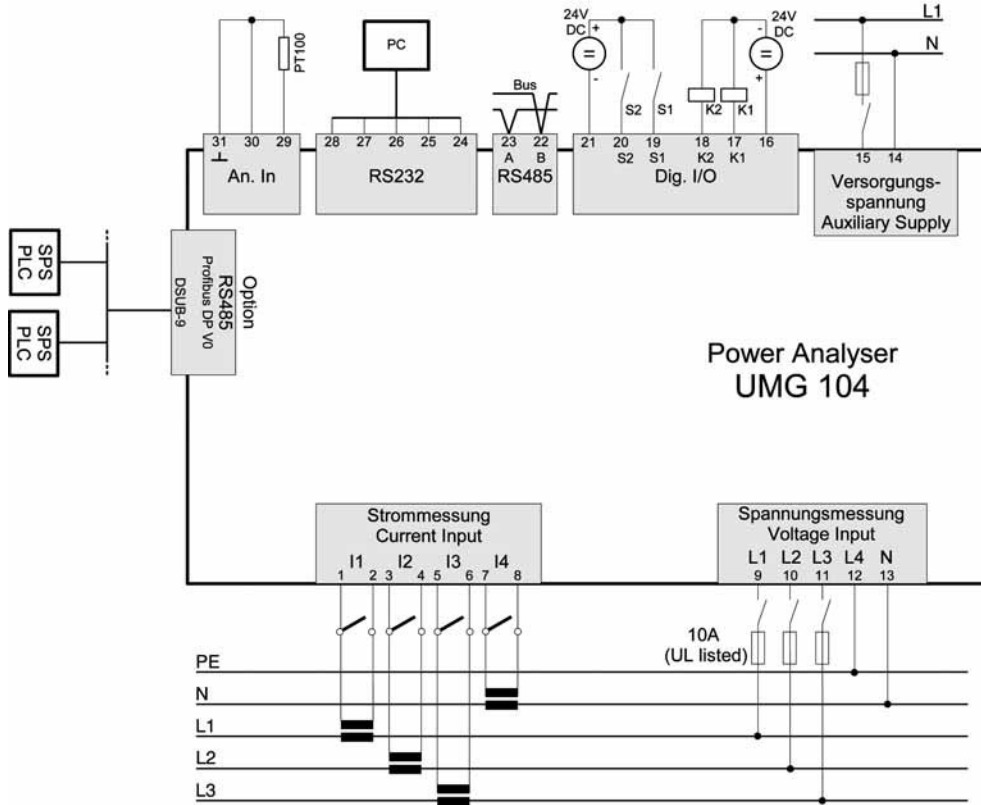 24V
DC
+
-
24V
DC
-
+
L1
N
PT100
PC
Bus
S2
S1
K2
K1
31
30
29
28
27
26
25
24
23
22
21
20
19
18
17
16
15
14
A
B
S2
S1
K2
K1
An. In
RS232
RS485
Dig. I/O
Versorgungs-
spannung
Auxiliary Supply
SPS
PLC
SPS
PLC
Option
RS485
Profibus DP V0
DSUB-9
Power Analyser
UMG 104
Strommessung
Current Input
I1
I2
I3
I4
1
2
3
4
5
6
7
8
Spannungsmessung
Voltage Input
L1
L2
L3
L4
N
9
10
11
12
13
10A
(UL listed)
PE
N
L1
L2
L3